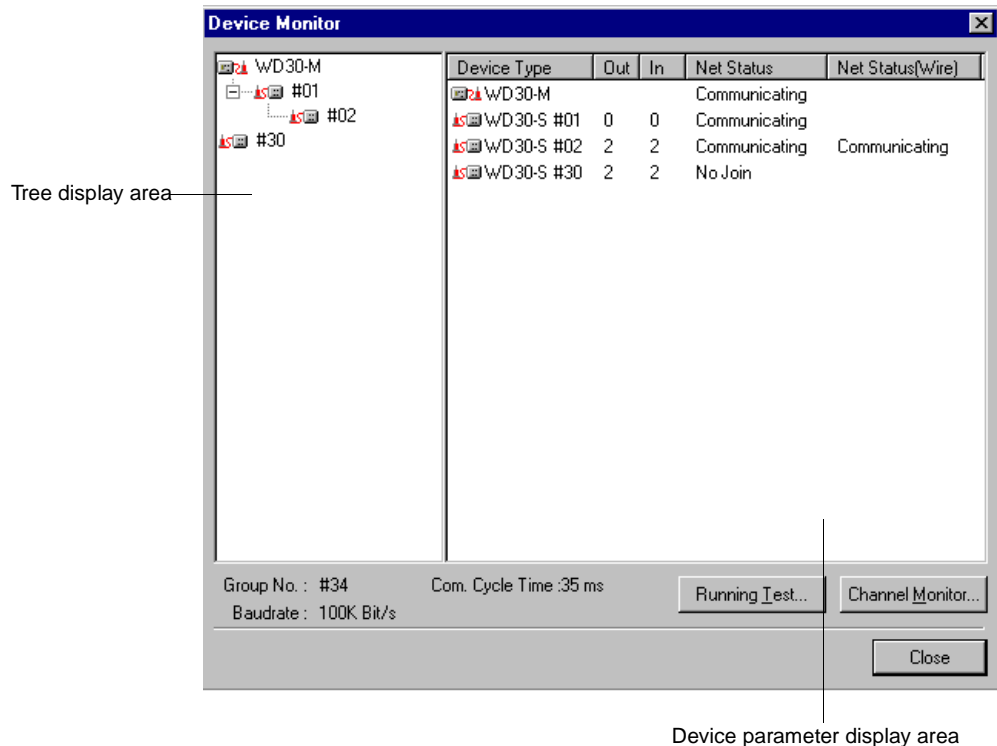 Device Monitor
WD30-M
#01
#02
#30
Device Type Out In Net Status Net Status(Wire)
WD30-M Communicating
WD30-S #01 0 0 Communicating
WD30-S #02 2 2 Communicating Communicating
WD30-S #30 2 2 No Join
Tree display area
Group No. : #34 Com. Cycle Time :35 ms
Baudrate : 100K Bit/s
Running Test... Channel Monitor...
Close
Device parameter display area